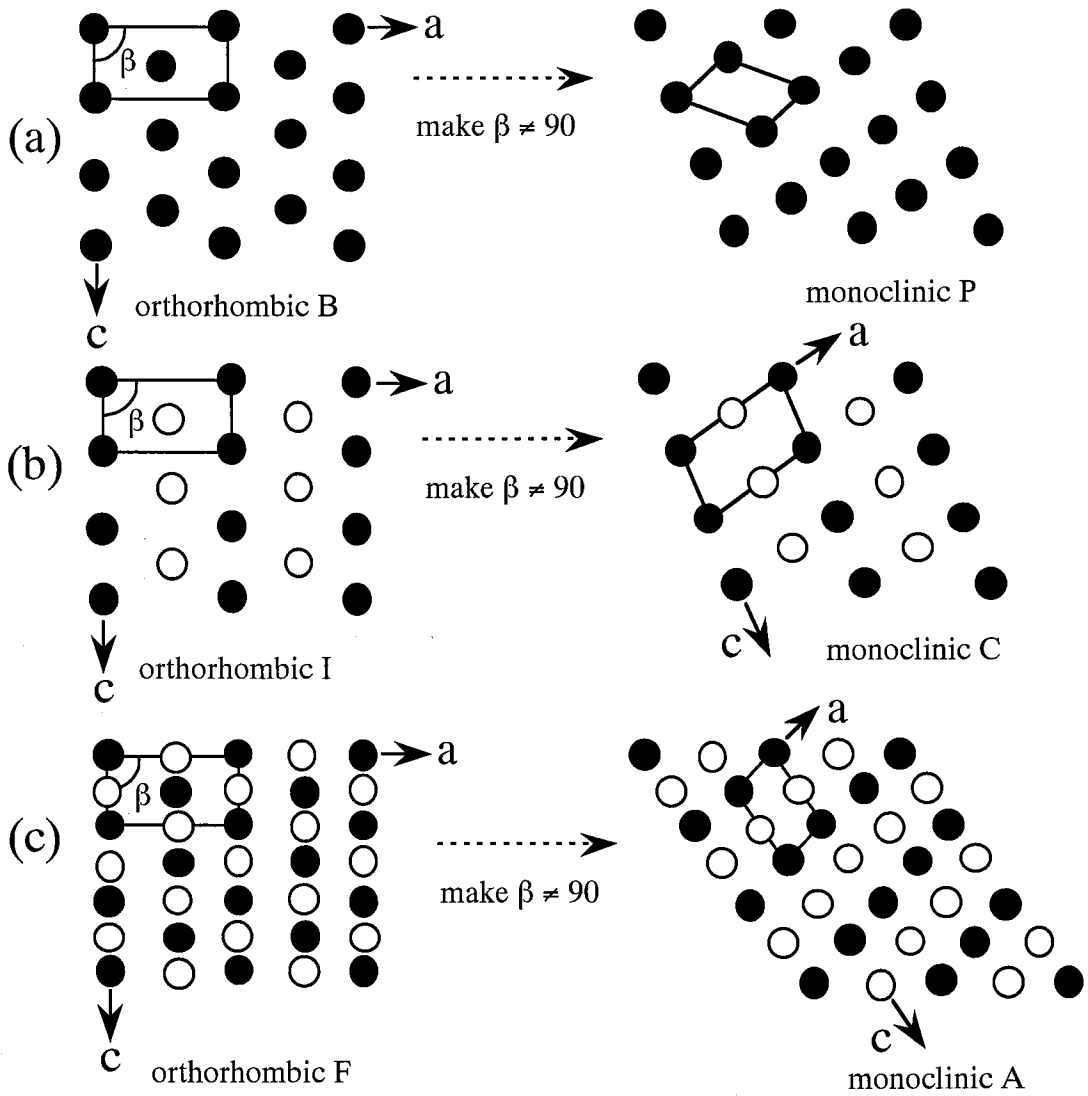 (a)
a
β
make β ≠ 90
c
orthorhombic B
monoclinic P
(b)
a
a
β
make β ≠ 90
c
c
orthorhombic I
monoclinic C
(c)
a
a
β
make β ≠ 90
c
c
orthorhombic F
monoclinic A